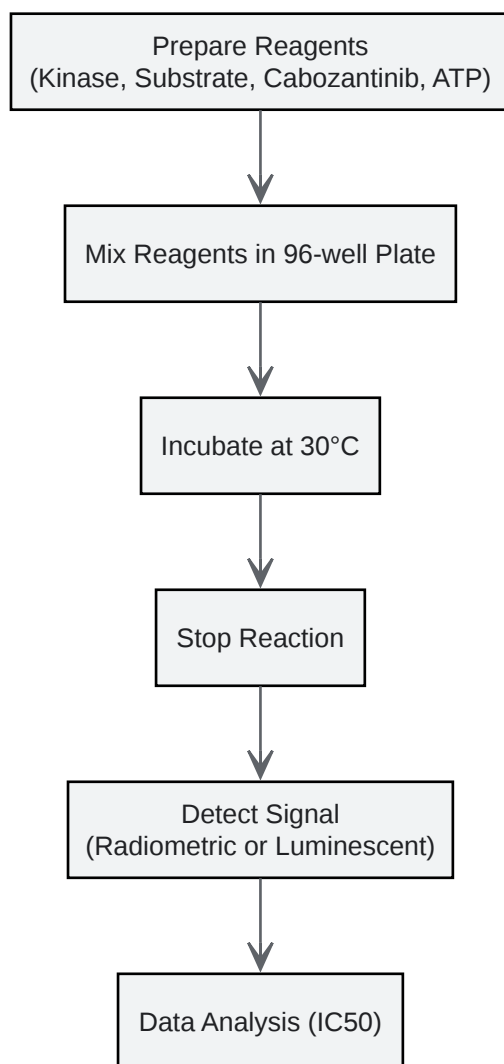 Prepare Reagents
(Kinase, Substrate, Cabozantinib, ATP)
Mix Reagents in 96-well Plate
Incubate at 30°C
Stop Reaction
Detect Signal
(Radiometric or Luminescent)
Data Analysis (IC50)